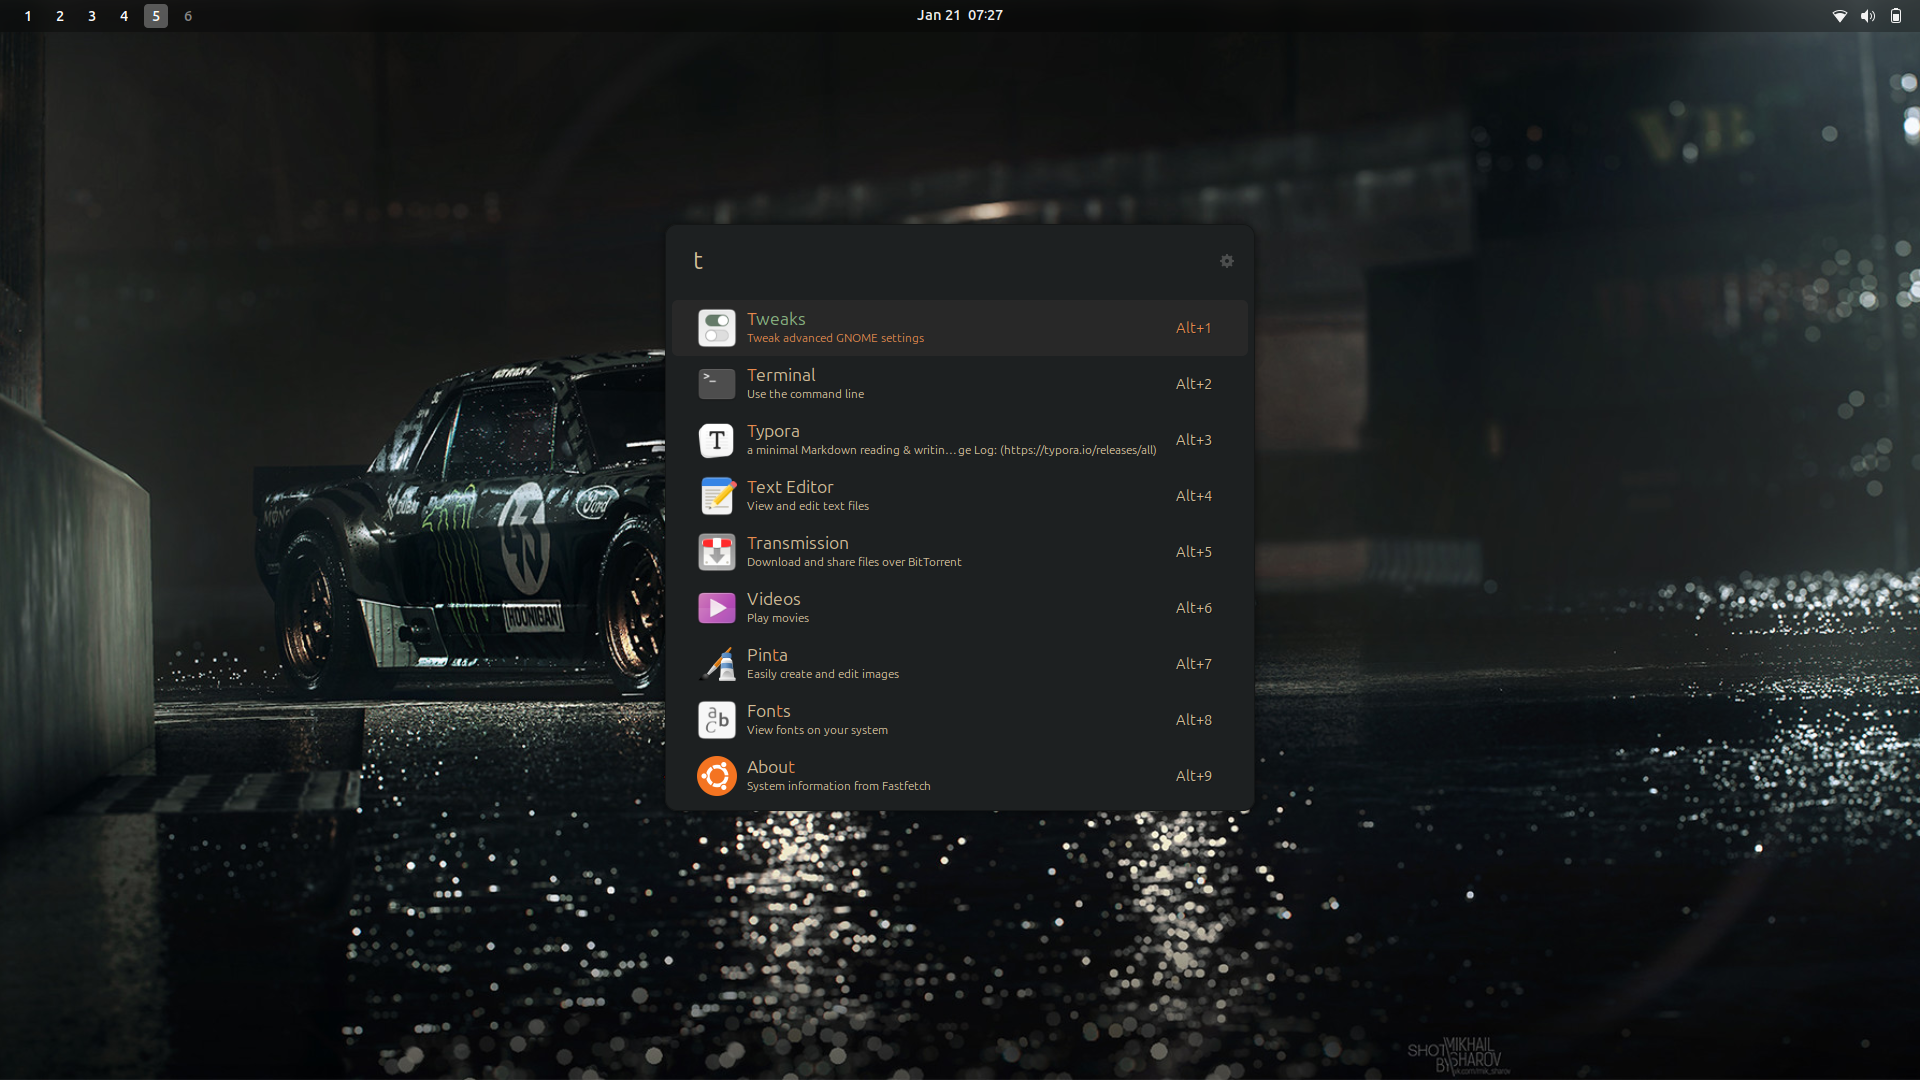 1 2 3 4 5 6
Jan 21 07:27
t
Tweaks
Tweak advanced GNOME settings
Alt+1
Terminal
Use the command line
Alt+2
Typora
a minimal Markdown reading & writin…ge Log: (https://typora.io/releases/all)
Alt+3
Text Editor
View and edit text files
Alt+4
Transmission
Download and share files over BitTorrent
Alt+5
Videos
Play movies
Alt+6
Pinta
Easily create and edit images
Alt+7
Fonts
View fonts on your system
Alt+8
About
System information from Fastfetch
Alt+9
Ford
HOONIGAN
SHOT BY MIKHAIL SHAROV